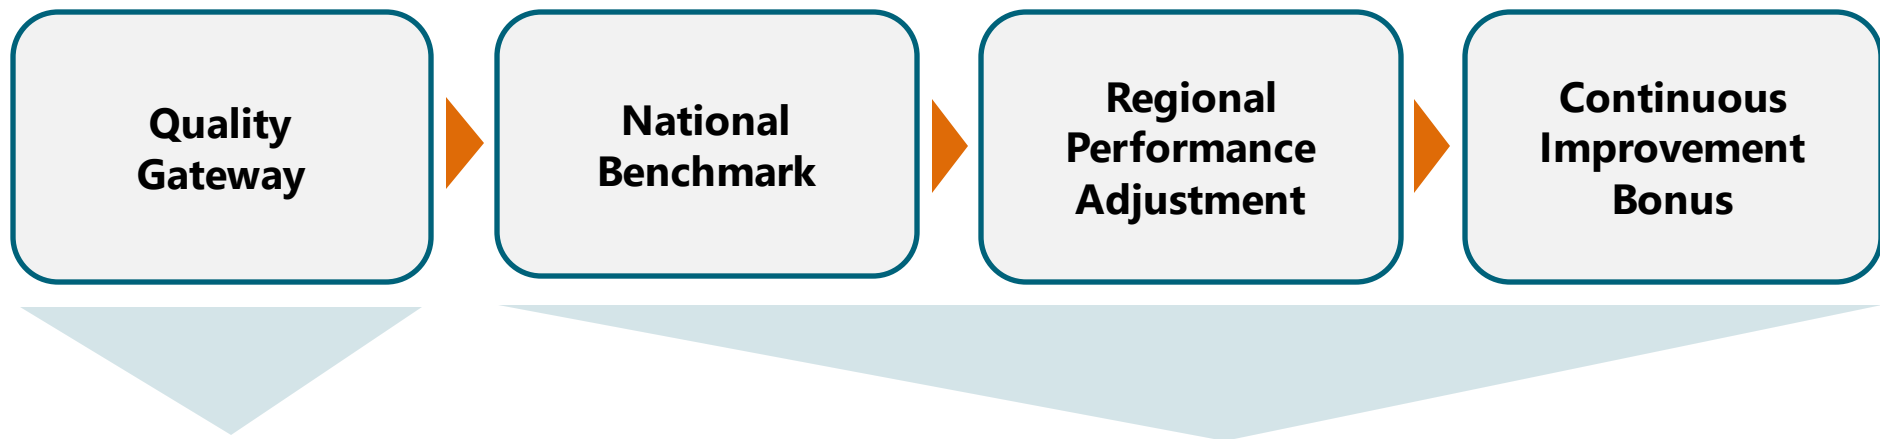 Quality
Gateway
National
Benchmark
Regional
Performance
Adjustment
Continuous
Improvement
Bonus